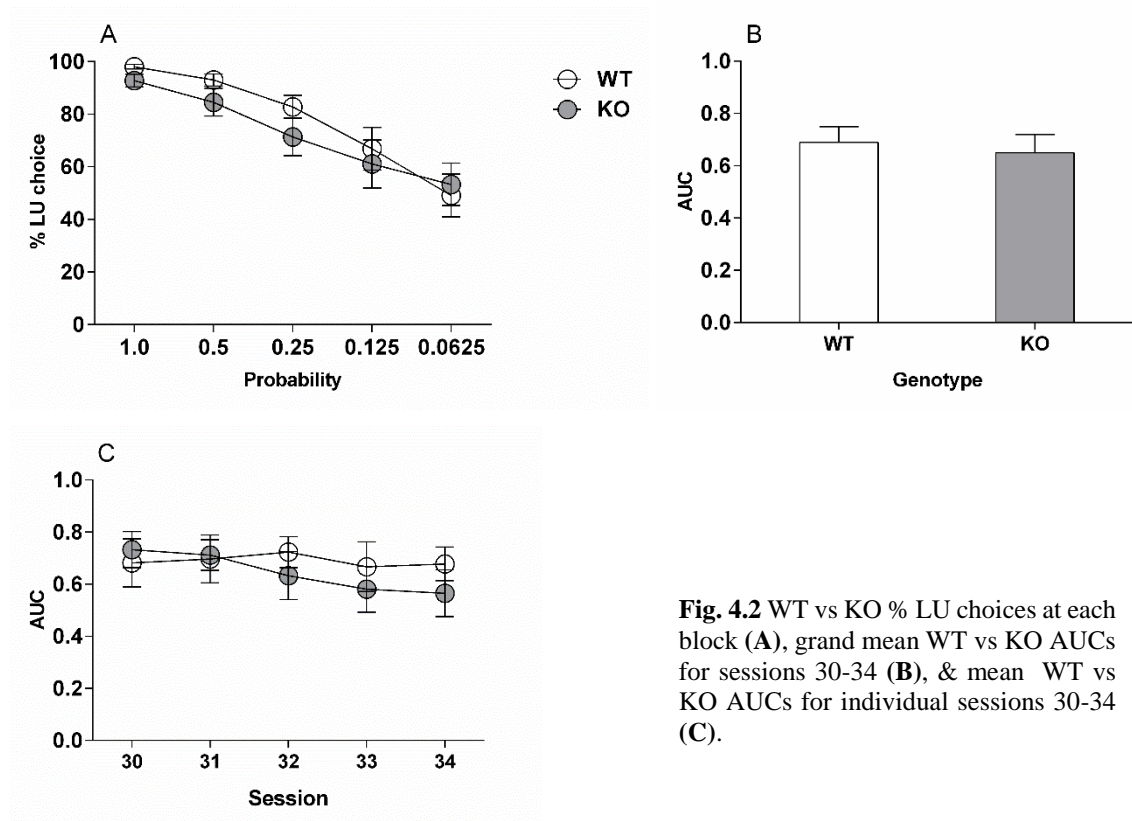 A
% LU choice
100
80
60
40
20
0
1.0 0.5 0.25 0.125 0.0625
Probability
WT
KO
B
AUC
1.0
0.8
0.6
0.4
0.2
0.0
WT KO
Genotype
C
AUC
1.0
0.8
0.6
0.4
0.2
0.0
30 31 32 33 34
Session
Fig. 4.2 WT vs KO % LU choices at each
block (A), grand mean WT vs KO AUCs
for sessions 30-34 (B), & mean WT vs
KO AUCs for individual sessions 30-34
(C).